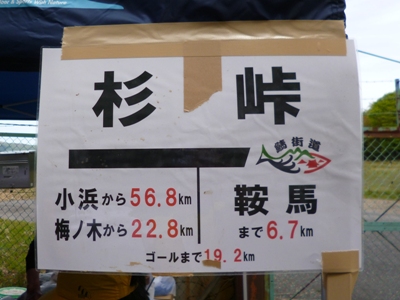 杉峠
鯖街道
小浜から56.8km
梅ノ木から22.8km
鞍馬
まで6.7km
ゴールまで19.2km